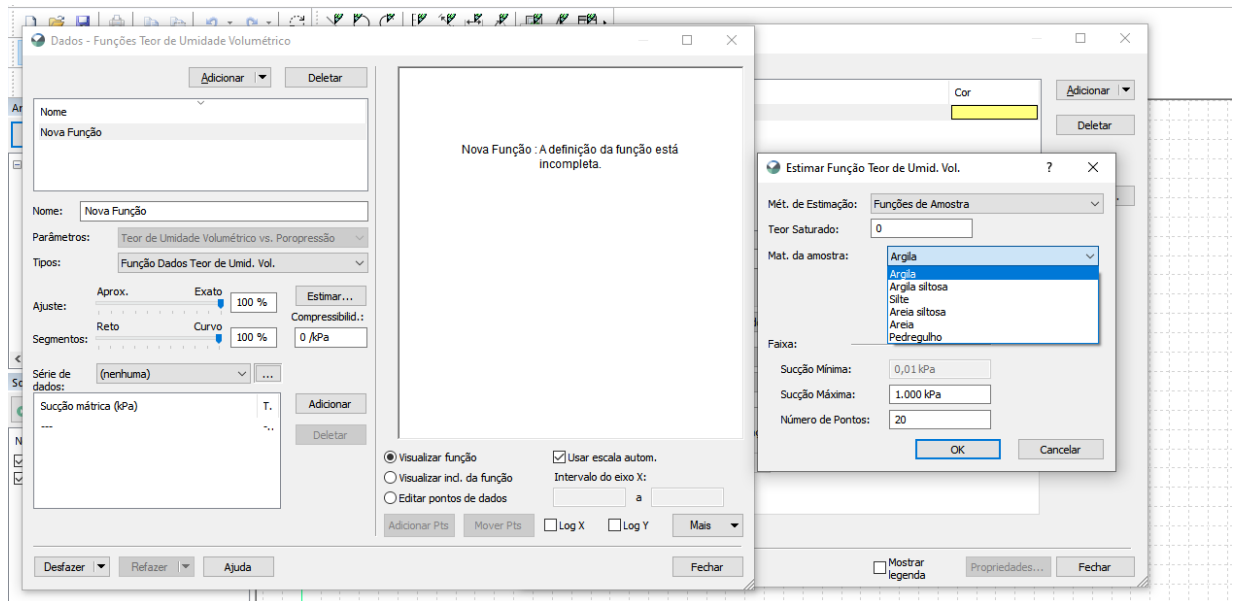 Dados - Funções Teor de Umidade Volumétrico
Adicionar
Deletar
Nome
Nova Função
Nome:
Nova Função
Parâmetros:
Teor de Umidade Volumétrico vs. Poropressão
Tipos:
Função Dados Teor de Umid. Vol.
Aprox.
Exato
Ajuste:
100 %
Estimar...
Reto
Curvo
Compressibilid.:
Segmentos:
100 %
0 /kPa
Série de dados:
(nenhuma)
...
Sucção mátrica (kPa)
T.
---
-..
Adicionar
Deletar
Nova Função : A definição da função está
incompleta.
Visualizar função
Usar escala autom.
Visualizar incl. da função
Intervalo do eixo X:
Editar pontos de dados
a
Adicionar Pts
Mover Pts
Log X
Log Y
Mais
Desfazer
Refazer
Ajuda
Fechar
Cor
Adicionar
Deletar
Estimar Função Teor de Umid. Vol.
?
Mét. de Estimação:
Funções de Amostra
Teor Saturado:
0
Mat. da amostra:
Argila
Argila
Argila siltosa
Silte
Areia siltosa
Areia
Pedregulho
Faixa:
Sucção Mínima:
0,01 kPa
Sucção Máxima:
1.000 kPa
Número de Pontos:
20
OK
Cancelar
Mostrar
legenda
Propriedades...
Fechar